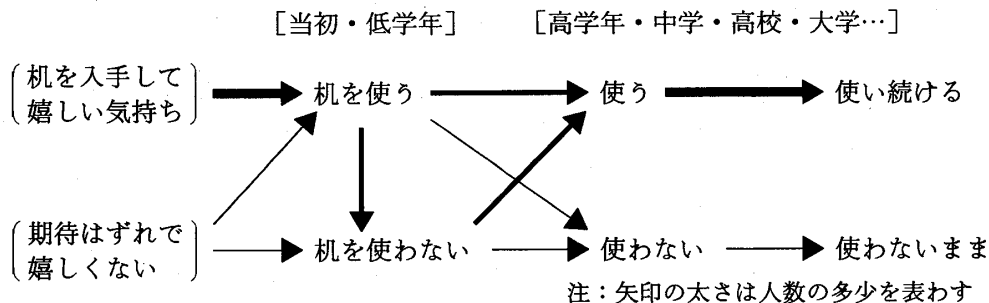 ［当初・低学年］　［高学年・中学・高校・大学…］
机を入手して
嬉しい気持ち
机を使う　使う　使い続ける
期待はずれで
嬉しくない
机を使わない　使わない　使わないまま
注：矢印の太さは人数の多少を表わす